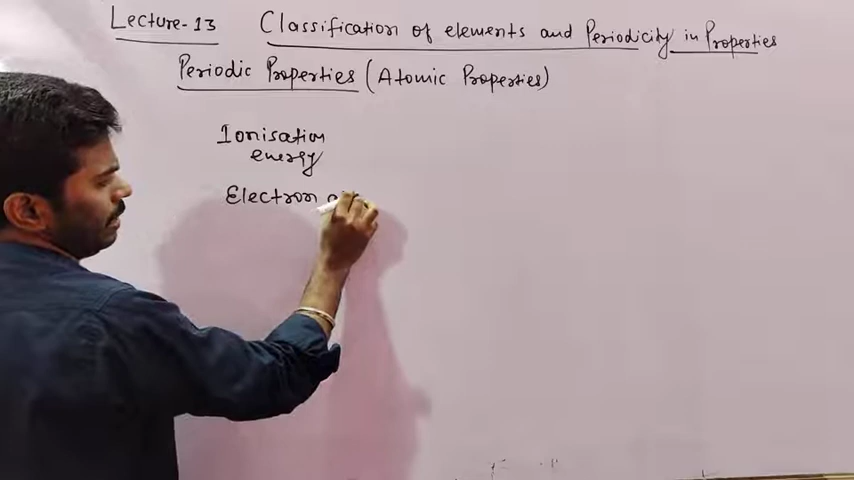 Lecture-13 Classification of elements and Periodicity in Properties
Periodic Properties (Atomic Properties)
Ionisation
energy
Electron